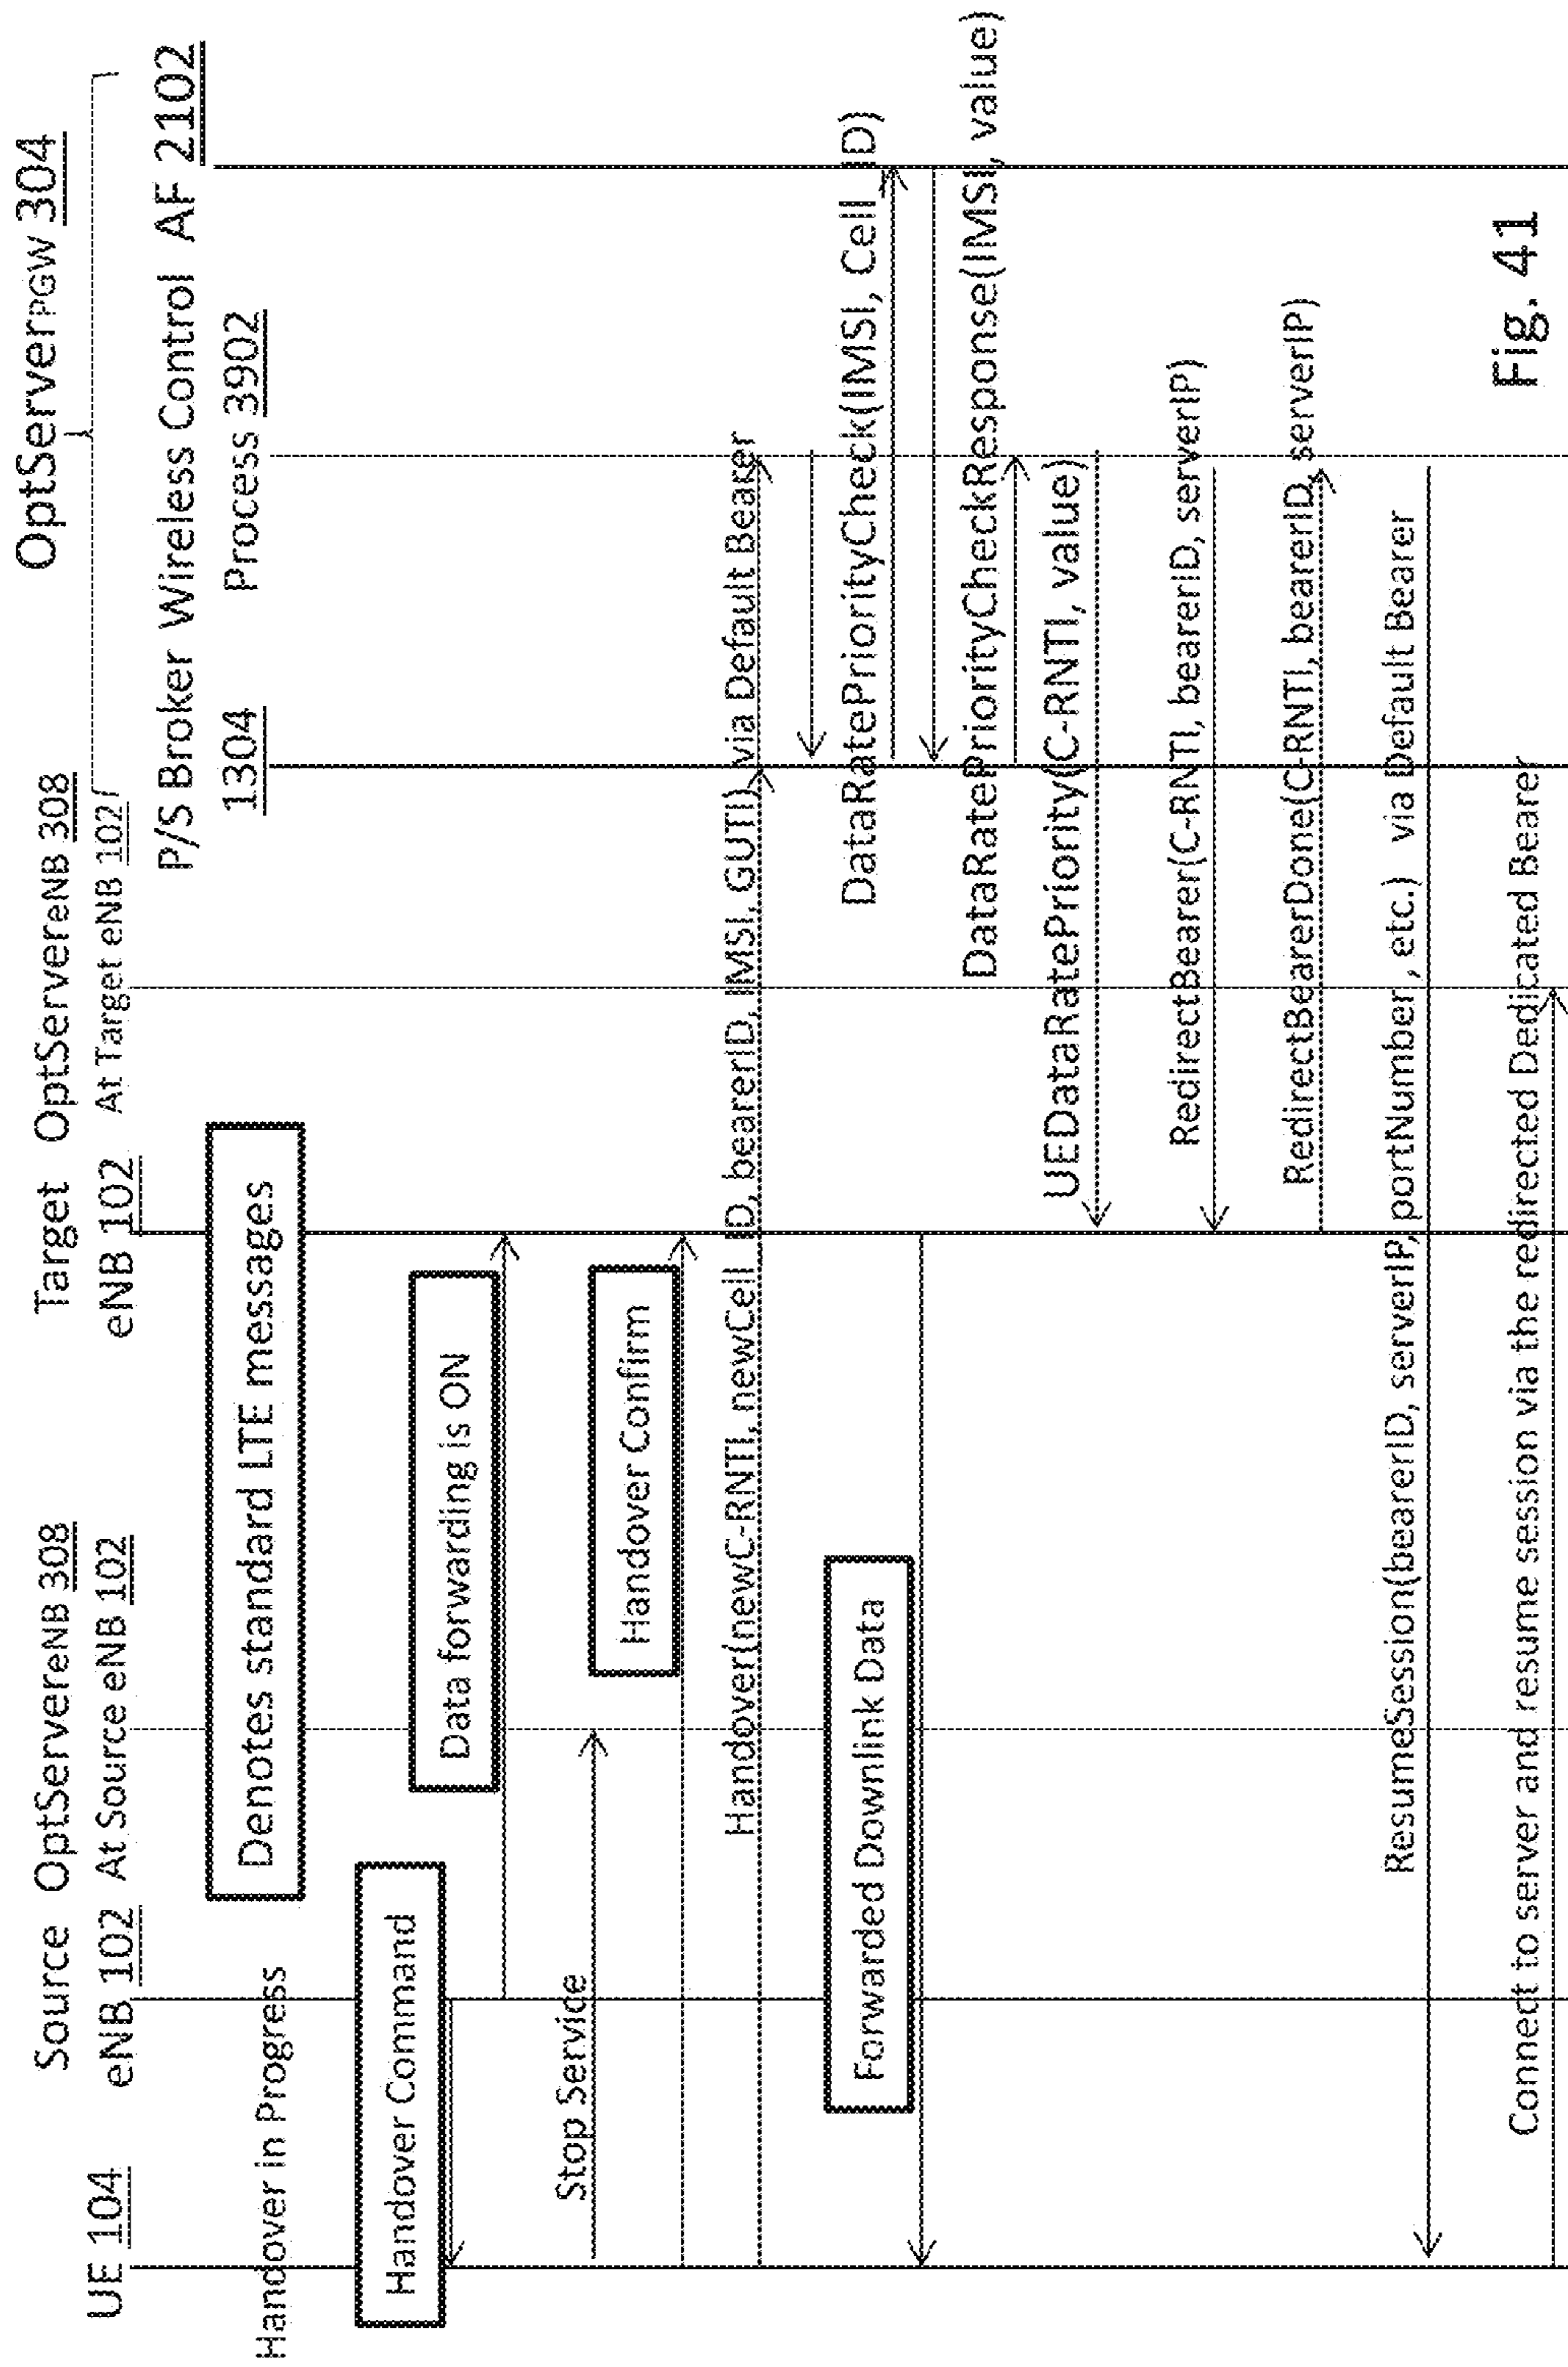 OptServerPGW 304
Source OptServereNB 308
Target OptServereNB 308
UE 104
eNB 102 At Source eNB 102
eNB 102 At Target eNB 102
P/S Broker Wireless Control AF 2102
1304 Process 3902
Denotes standard LTE messages
Handover in Progress
Handover Command
Data forwarding is ON
Stop Service
Handover Confirm
Handover(newC-RNTI, newCell ID, bearerID, IMSI, GUTI) via Default Bearer
DataRatePriorityCheck(IMSI, Cell ID)
Forwarded Downlink Data
DataRatePriorityCheckResponse(IMSI, value)
UEDataRatePriority(C-RNTI, value)
RedirectBearer(C-RNTI, bearerID, serverIP)
RedirectBearerDone(C-RNTI, bearerID, serverIP)
ResumeSession(bearerID, serverIP, portNumber, etc.) via Default Bearer
Connect to server and resume session via the redirected Dedicated Bearer
Fig. 41